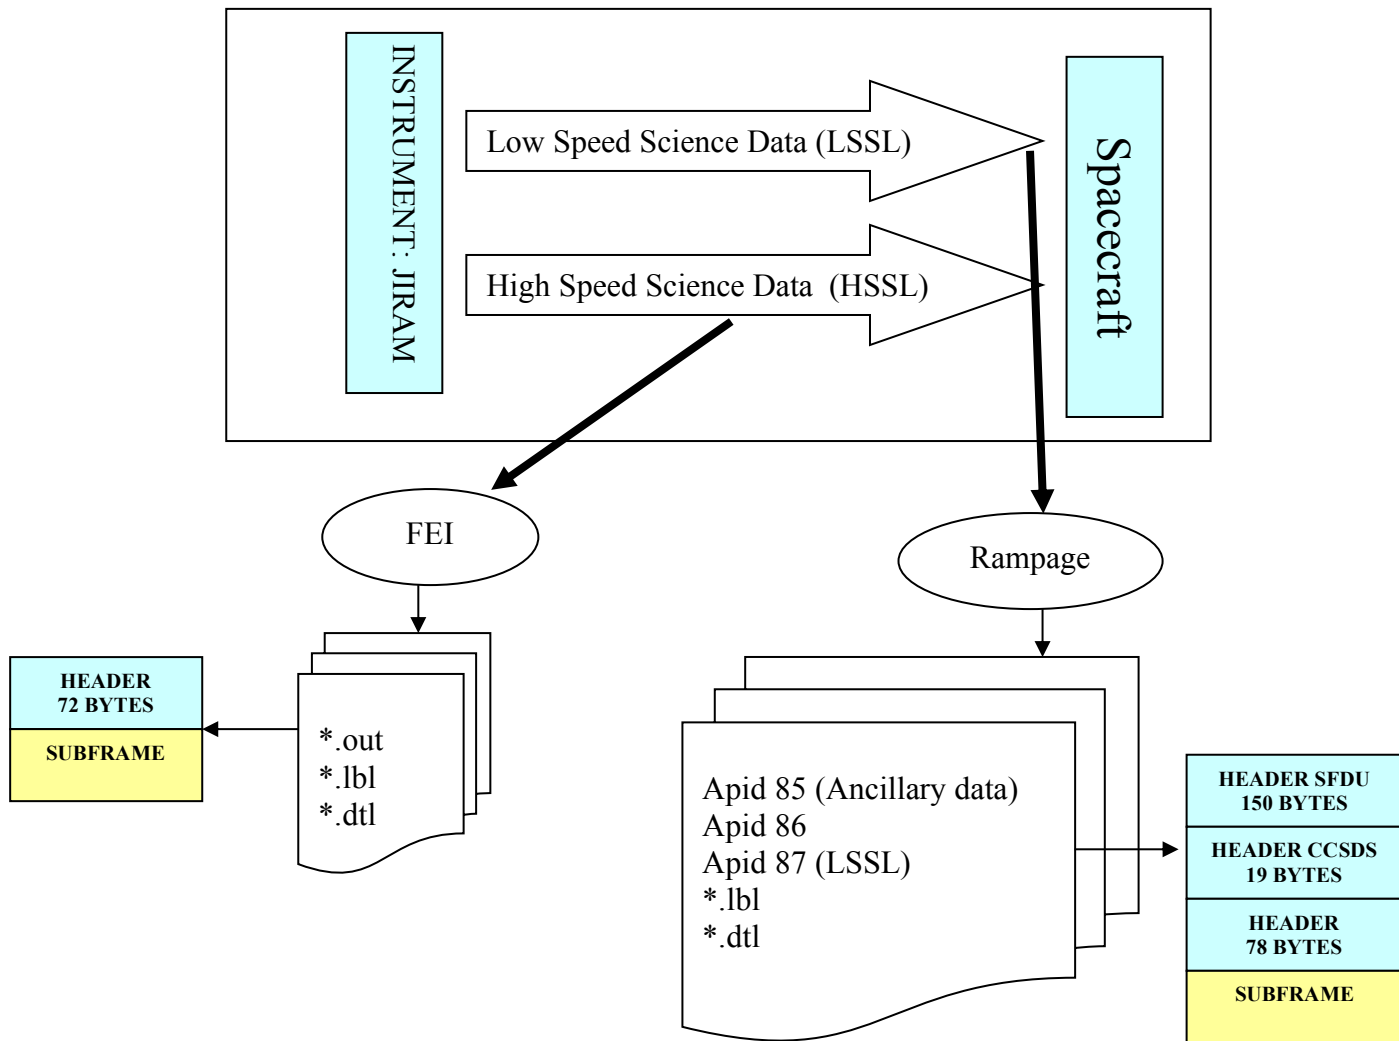 INSTRUMENT: JIRAM
Low Speed Science Data (LSSL)
High Speed Science Data  (HSSL)
Spacecraft
FEI
Rampage
HEADER
72 BYTES
SUBFRAME
*.out
*.lbl
*.dtl
Apid 85 (Ancillary data)
Apid 86
Apid 87 (LSSL)
*.lbl
*.dtl
HEADER SFDU
150 BYTES
HEADER CCSDS
19 BYTES
HEADER
78 BYTES
SUBFRAME